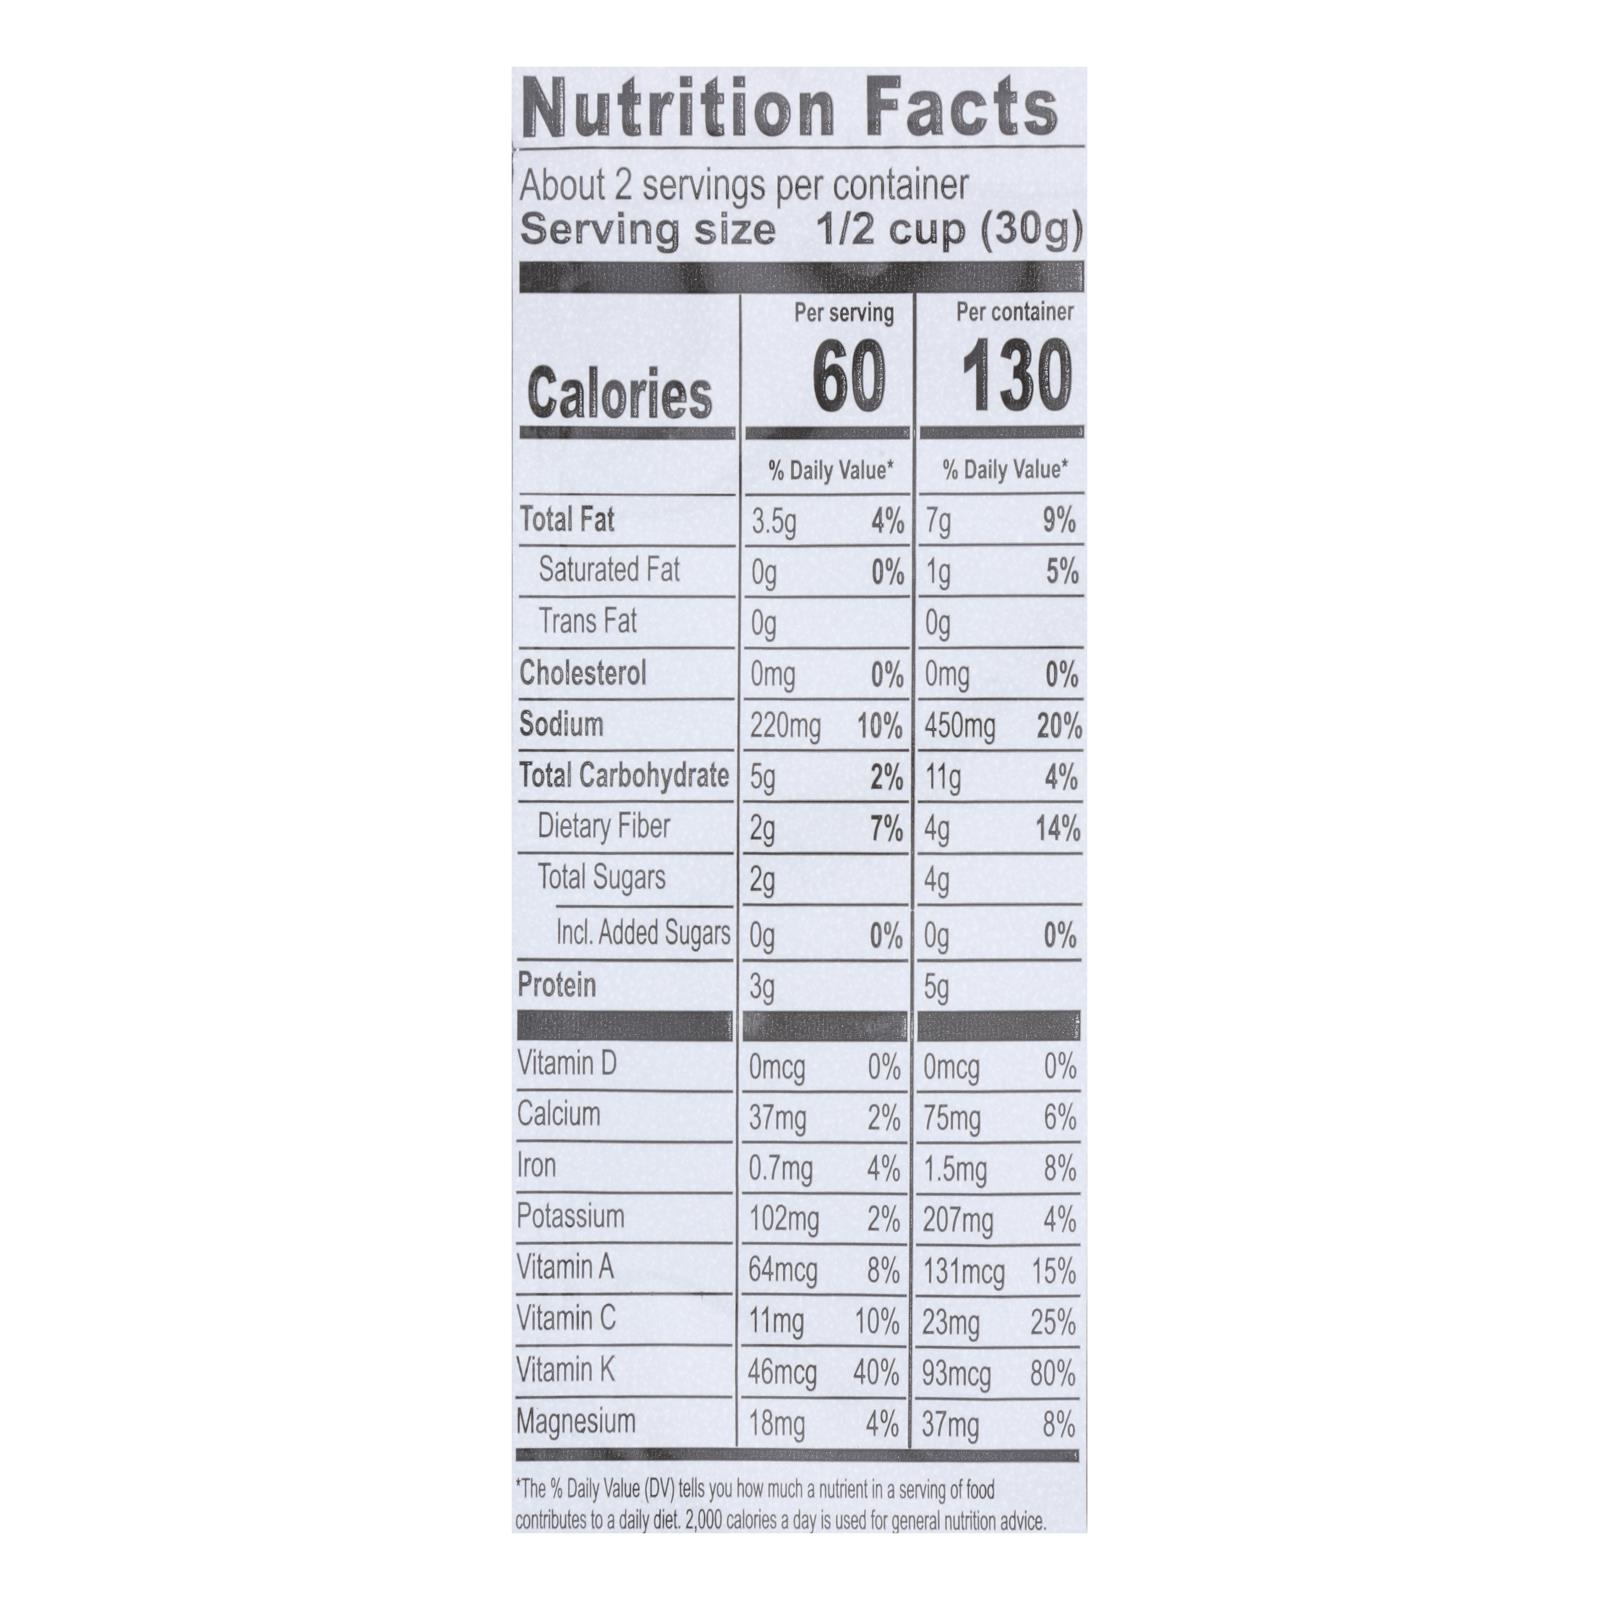 Nutrition Facts
About 2 servings per container
Serving size 1/2 cup (30g)
Per serving Per container
Calories 60 130
% Daily Value* % Daily Value*
Total Fat 3.5g 4% 7g 9%
Saturated Fat 0g 0% 1g 5%
Trans Fat 0g 0g
Cholesterol 0mg 0% 0mg 0%
Sodium 220mg 10% 450mg 20%
Total Carbohydrate 5g 2% 11g 4%
Dietary Fiber 2g 7% 4g 14%
Total Sugars 2g 4g
Incl. Added Sugars 0g 0% 0g 0%
Protein 3g 5g
Vitamin D 0mcg 0% 0mcg 0%
Calcium 37mg 2% 75mg 6%
Iron 0.7mg 4% 1.5mg 8%
Potassium 102mg 2% 207mg 4%
Vitamin A 64mcg 8% 131mcg 15%
Vitamin C 11mg 10% 23mg 25%
Vitamin K 46mcg 40% 93mcg 80%
Magnesium 18mg 4% 37mg 8%
*The % Daily Value (DV) tells you how much a nutrient in a serving of food
contributes to a daily diet. 2,000 calories a day is used for general nutrition advice.